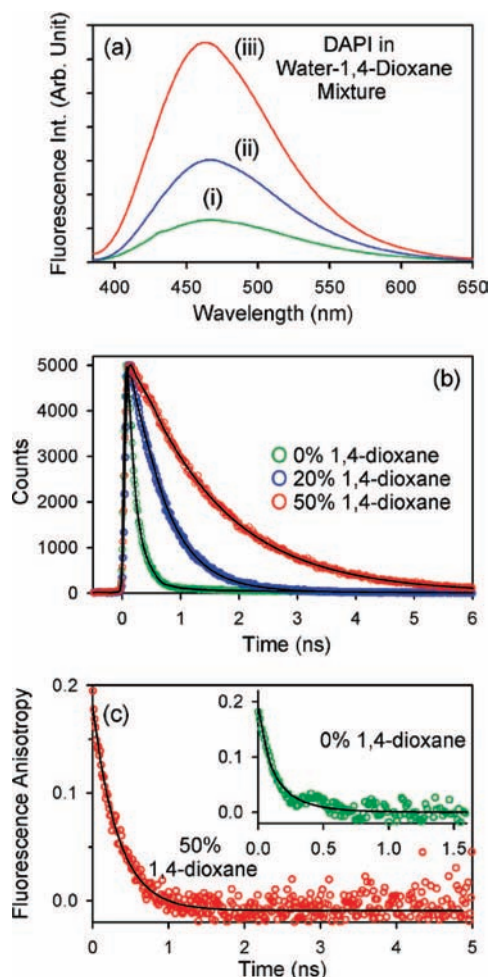 (a)
(iii)
DAPI in
Water-1,4-Dioxane
Mixture
(ii)
(i)
Fluorescence Int. (Arb. Unit)
400 450 500 550 600 650
Wavelength (nm)
(b)
5000
4000
3000
2000
1000
0
Counts
0% 1,4-dioxane
20% 1,4-dioxane
50% 1,4-dioxane
0 1 2 3 4 5 6
Time (ns)
(c)
0.2
0.1
0.0
Fluorescence Anisotropy
0.2
0.1
0.0
0% 1,4-dioxane
0.0 0.5 1.0 1.5
50%
1,4-dioxane
0 1 2 3 4 5
Time (ns)